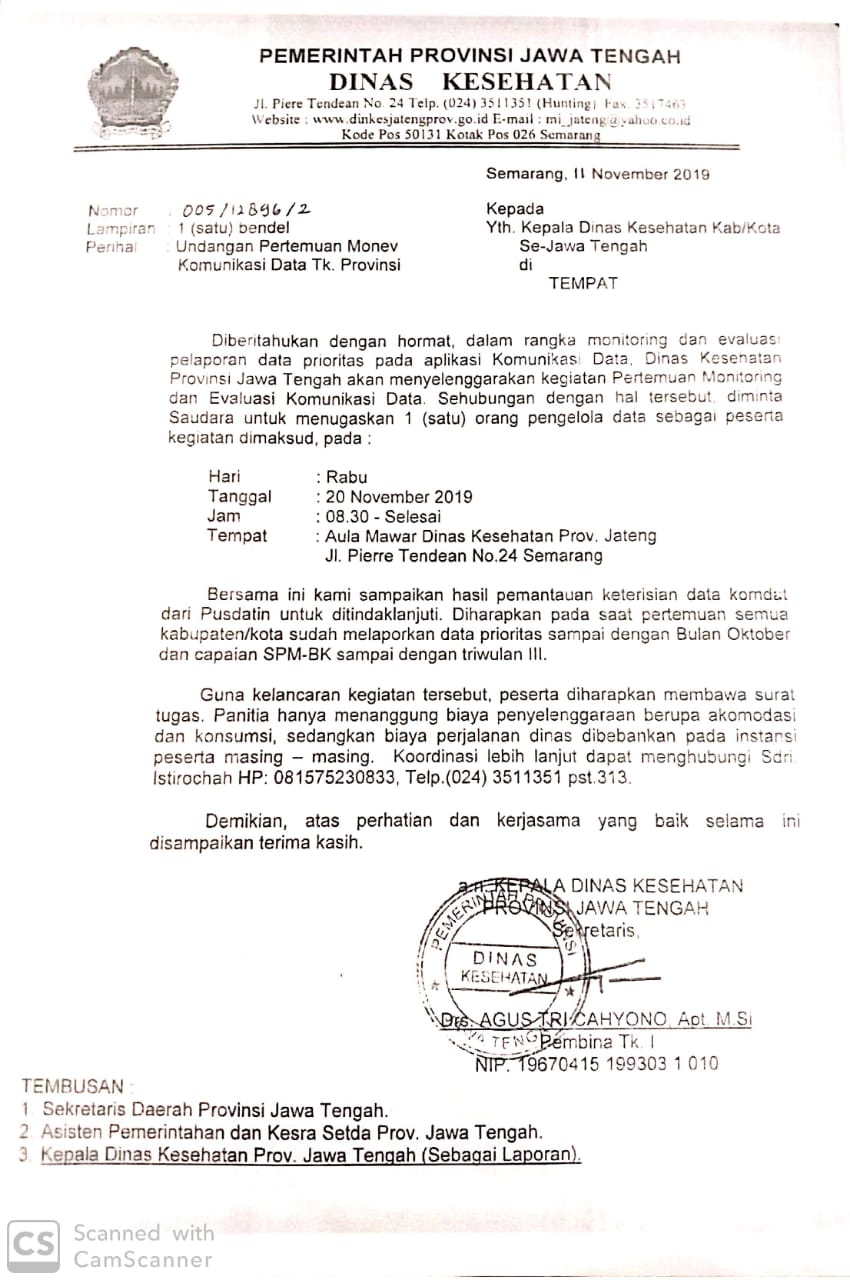 PEMERINTAH PROVINSI JAWA TENGAH
DINAS KESEHATAN
Jl. Piere Tendean No. 24 Telp. (024) 3511351 (Hunting) Fax. 3517463
Website : www.dinkesjatengprov.go.id E-mail : mi_jateng@yahoo.co.id
Kode Pos 50131 Kotak Pos 026 Semarang
Semarang, 11 November 2019
Nomor : 005/12896/2
Lampiran : 1 (satu) bendel
Perihal : Undangan Pertemuan Monev
Komunikasi Data Tk. Provinsi
Kepada
Yth. Kepala Dinas Kesehatan Kab/Kota
Se-Jawa Tengah
di
TEMPAT
Diberitahukan dengan hormat, dalam rangka monitoring dan evaluasi
pelaporan data prioritas pada aplikasi Komunikasi Data, Dinas Kesehatan
Provinsi Jawa Tengah akan menyelenggarakan kegiatan Pertemuan Monitoring
dan Evaluasi Komunikasi Data. Sehubungan dengan hal tersebut, diminta
Saudara untuk menugaskan 1 (satu) orang pengelola data sebagai peserta
kegiatan dimaksud, pada :
Hari : Rabu
Tanggal : 20 November 2019
Jam : 08.30 - Selesai
Tempat : Aula Mawar Dinas Kesehatan Prov. Jateng
Jl. Pierre Tendean No.24 Semarang
Bersama ini kami sampaikan hasil pemantauan keterisian data komdat
dari Pusdatin untuk ditindaklanjuti. Diharapkan pada saat pertemuan semua
kabupaten/kota sudah melaporkan data prioritas sampai dengan Bulan Oktober
dan capaian SPM-BK sampai dengan triwulan III.
Guna kelancaran kegiatan tersebut, peserta diharapkan membawa surat
tugas. Panitia hanya menanggung biaya penyelenggaraan berupa akomodasi
dan konsumsi, sedangkan biaya perjalanan dinas dibebankan pada instansi
peserta masing – masing. Koordinasi lebih lanjut dapat menghubungi Sdri.
Istirochah HP: 081575230833, Telp.(024) 3511351 pst.313.
Demikian, atas perhatian dan kerjasama yang baik selama ini
disampaikan terima kasih.
a.n. KEPALA DINAS KESEHATAN
PROVINSI JAWA TENGAH
Sekretaris,
PEMERINTAH PROVINSI
DINAS
KESEHATAN
JAWA TENGAH
Drs. AGUS TRI CAHYONO, Apt. M.Si
Pembina Tk. I
NIP. 19670415 199303 1 010
TEMBUSAN :
1. Sekretaris Daerah Provinsi Jawa Tengah.
2. Asisten Pemerintahan dan Kesra Setda Prov. Jawa Tengah.
3. Kepala Dinas Kesehatan Prov. Jawa Tengah (Sebagai Laporan).
CS Scanned with
CamScanner